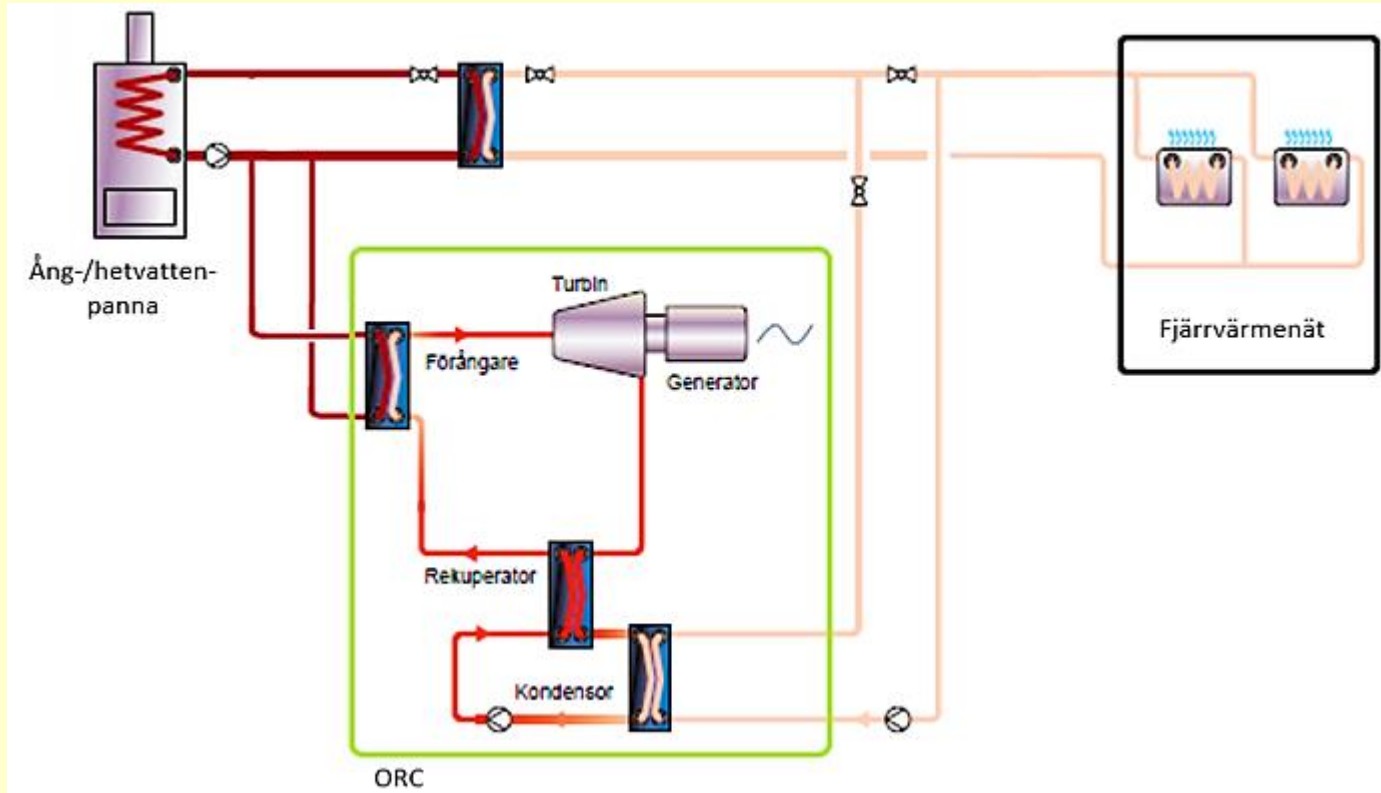 Ång-/hetvatten-
panna
Turbin
Förångare
Generator
Fjärrvärmenät
Rekuperator
Kondensor
ORC